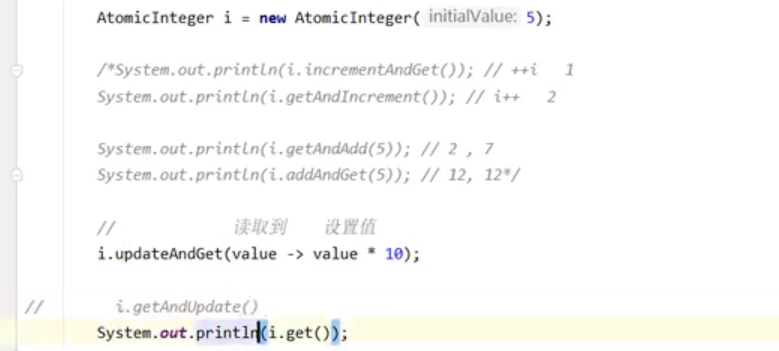 AtomicInteger i = new AtomicInteger( initialValue: 5);
/*System.out.println(i.incrementAndGet()); // ++i 1
System.out.println(i.getAndIncrement()); // i++ 2
System.out.println(i.getAndAdd(5)); // 2 , 7
System.out.println(i.addAndGet(5)); // 12, 12*/
// 读取到 设置值
i.updateAndGet(value -> value * 10);
// i.getAndUpdate()
System.out.println(i.get());